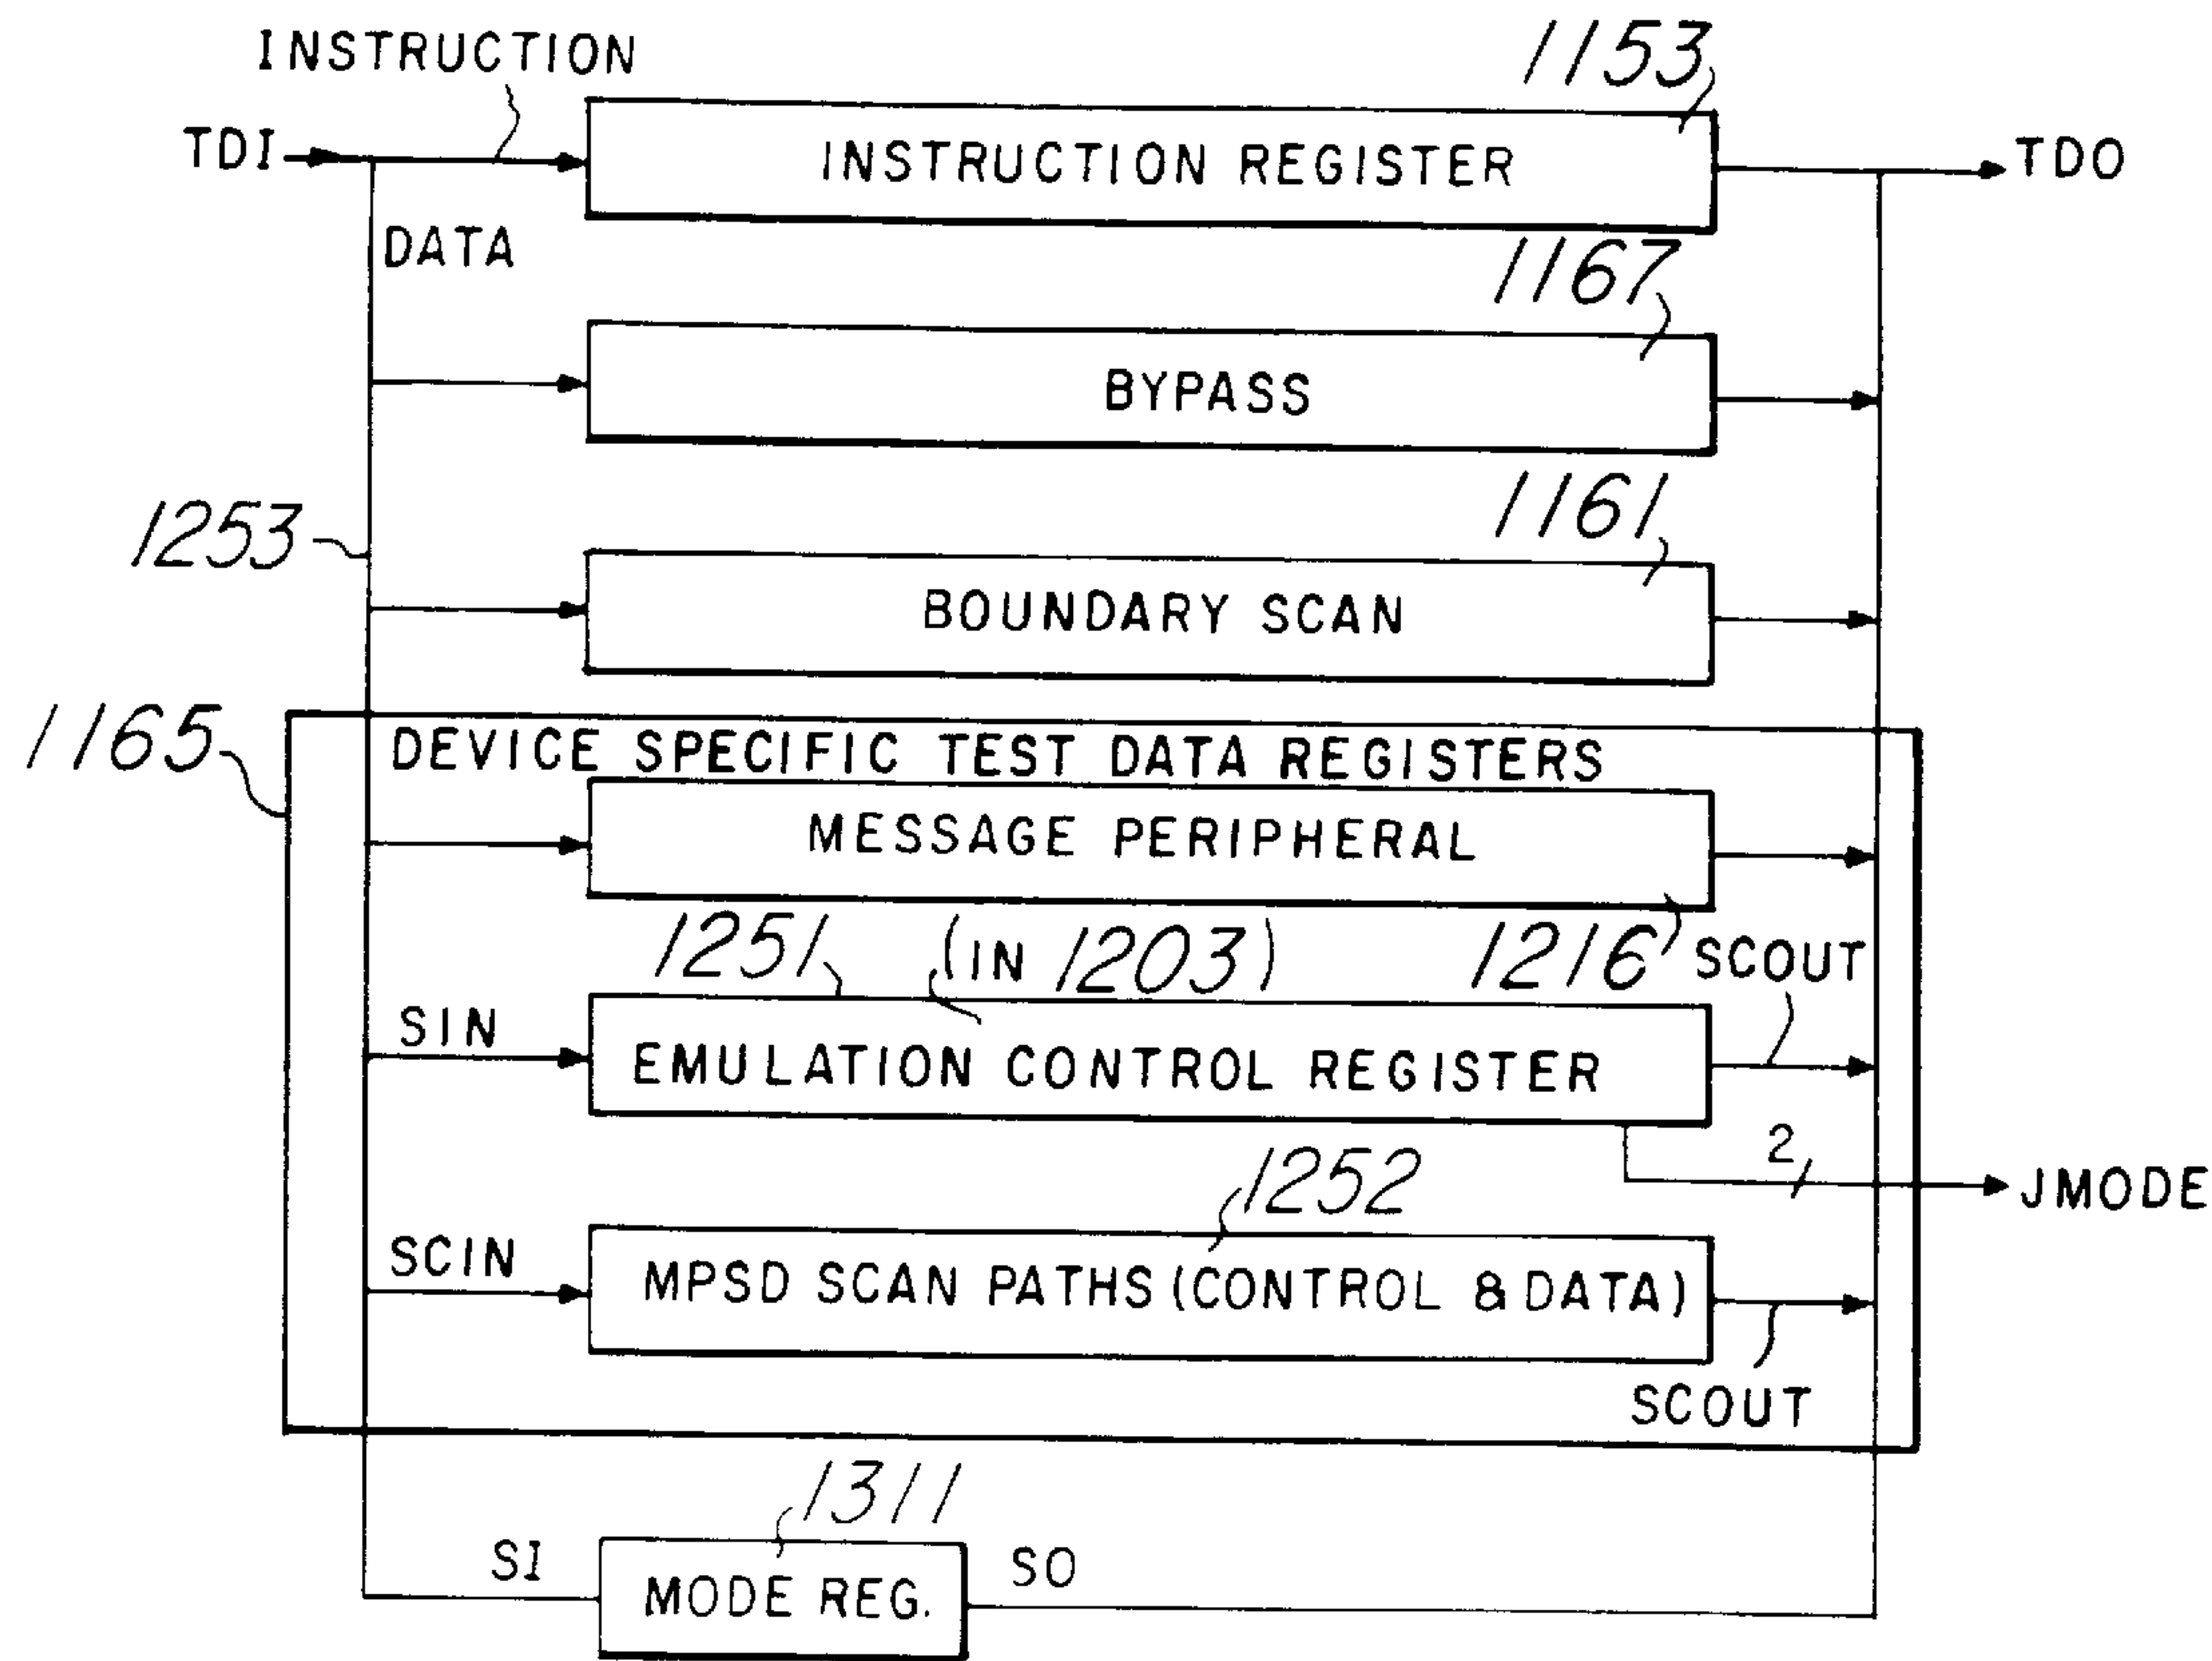 INSTRUCTION
1153
TDI
INSTRUCTION REGISTER
TDO
DATA
1167
BYPASS
1253
1161
BOUNDARY SCAN
1165
DEVICE SPECIFIC TEST DATA REGISTERS
MESSAGE PERIPHERAL
1216
1251
(IN 1203)
SCOUT
SIN
EMULATION CONTROL REGISTER
2
JMODE
1252
SCIN
MPSD SCAN PATHS (CONTROL & DATA)
SCOUT
1311
SI
MODE REG.
SO